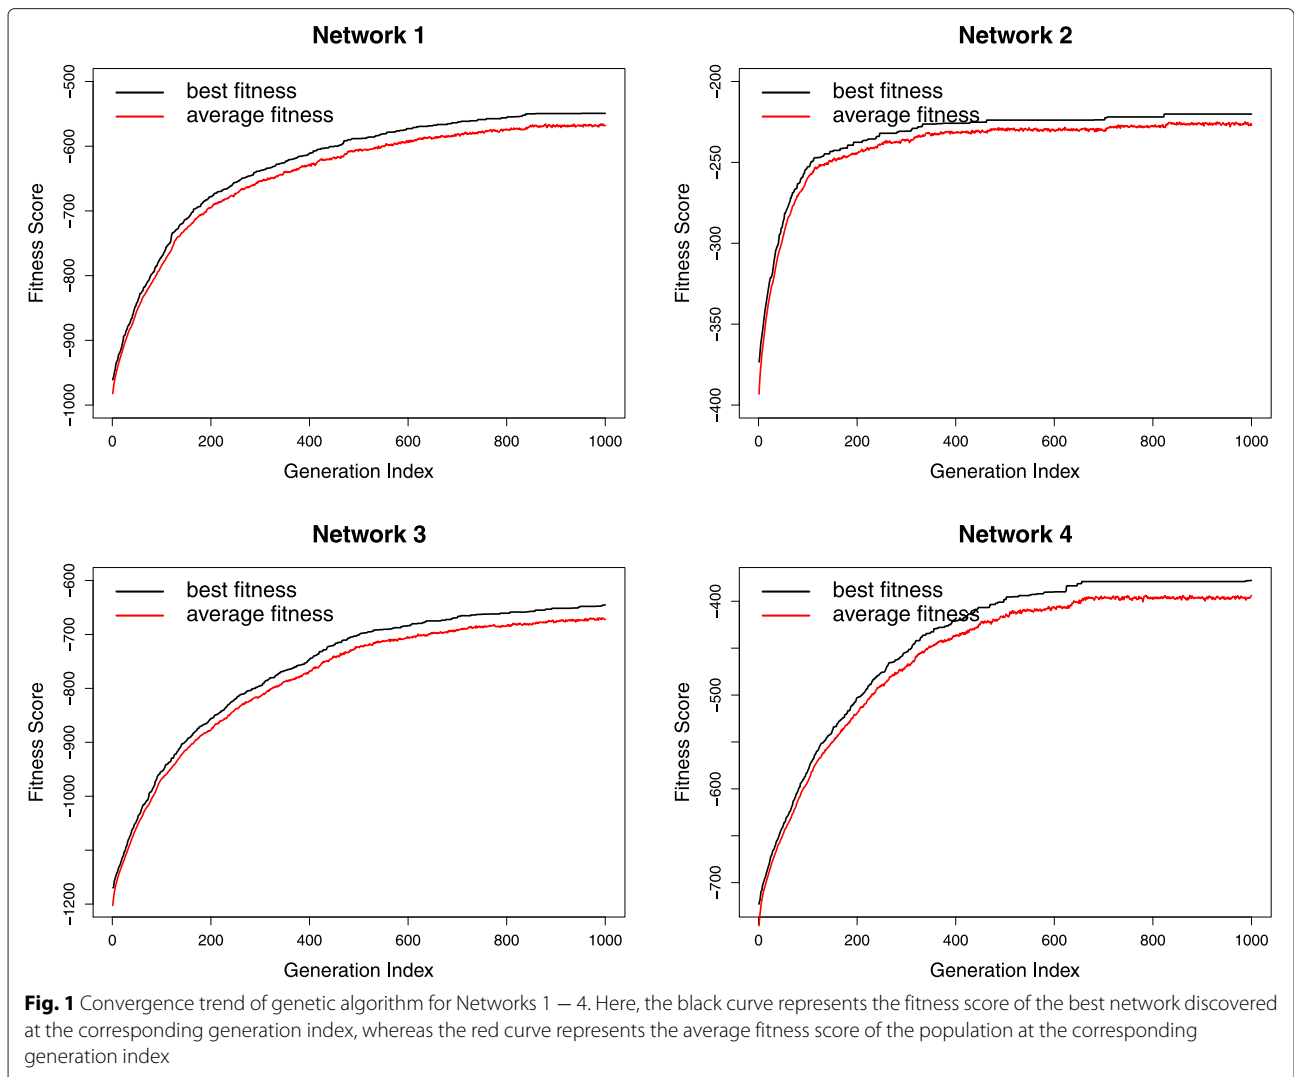 Network 1
best fitness
average fitness
Fitness Score
−500
−600
−700
−800
−900
−1000
0 200 400 600 800 1000
Generation Index
Network 2
best fitness
average fitness
Fitness Score
−200
−250
−300
−350
−400
0 200 400 600 800 1000
Generation Index
Network 3
best fitness
average fitness
Fitness Score
−600
−700
−800
−900
−1000
−1200
0 200 400 600 800 1000
Generation Index
Network 4
best fitness
average fitness
Fitness Score
−400
−500
−600
−700
0 200 400 600 800 1000
Generation Index
Fig. 1 Convergence trend of genetic algorithm for Networks 1 − 4. Here, the black curve represents the fitness score of the best network discovered
at the corresponding generation index, whereas the red curve represents the average fitness score of the population at the corresponding
generation index